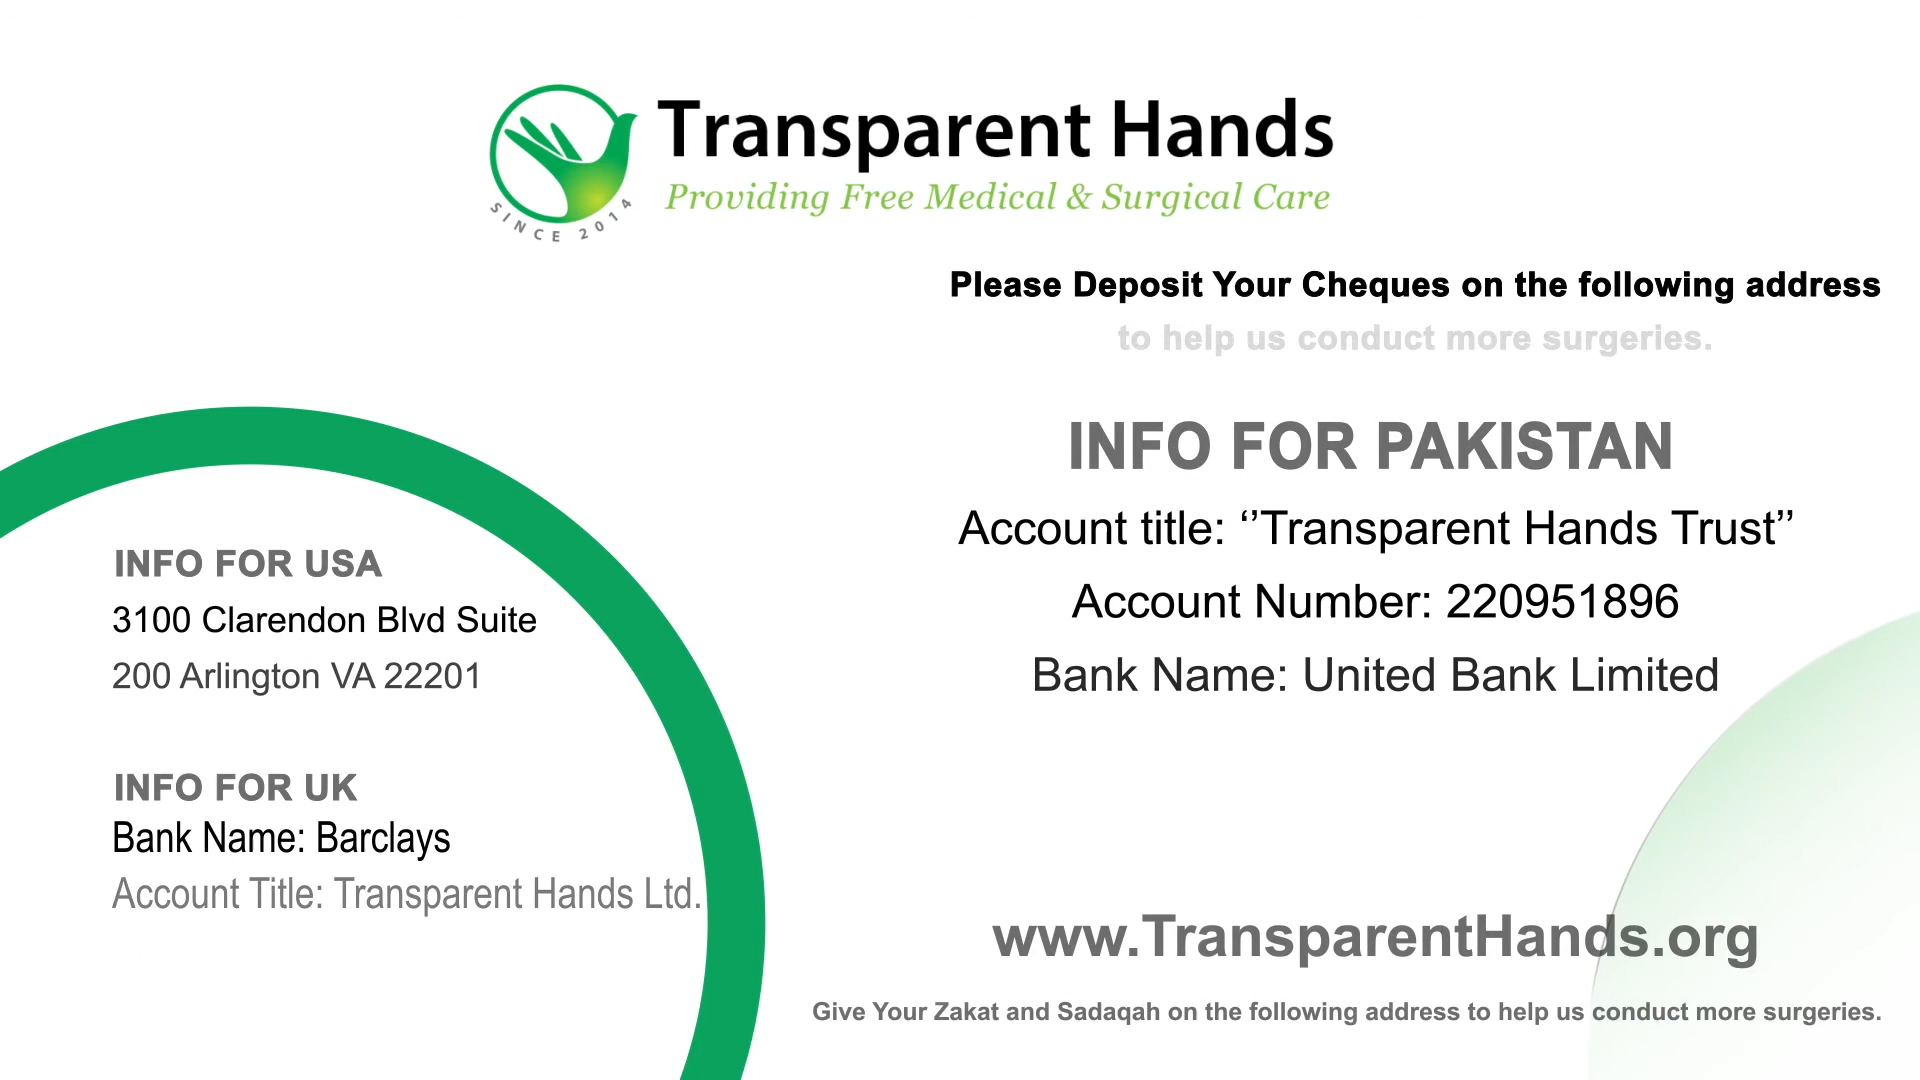 Transparent Hands
Providing Free Medical & Surgical Care
SINCE 2014
Please Deposit Your Cheques on the following address
to help us conduct more surgeries.
INFO FOR PAKISTAN
Account title: ‘’Transparent Hands Trust’’
Account Number: 220951896
Bank Name: United Bank Limited
INFO FOR USA
3100 Clarendon Blvd Suite
200 Arlington VA 22201
INFO FOR UK
Bank Name: Barclays
Account Title: Transparent Hands Ltd.
www.TransparentHands.org
Give Your Zakat and Sadaqah on the following address to help us conduct more surgeries.